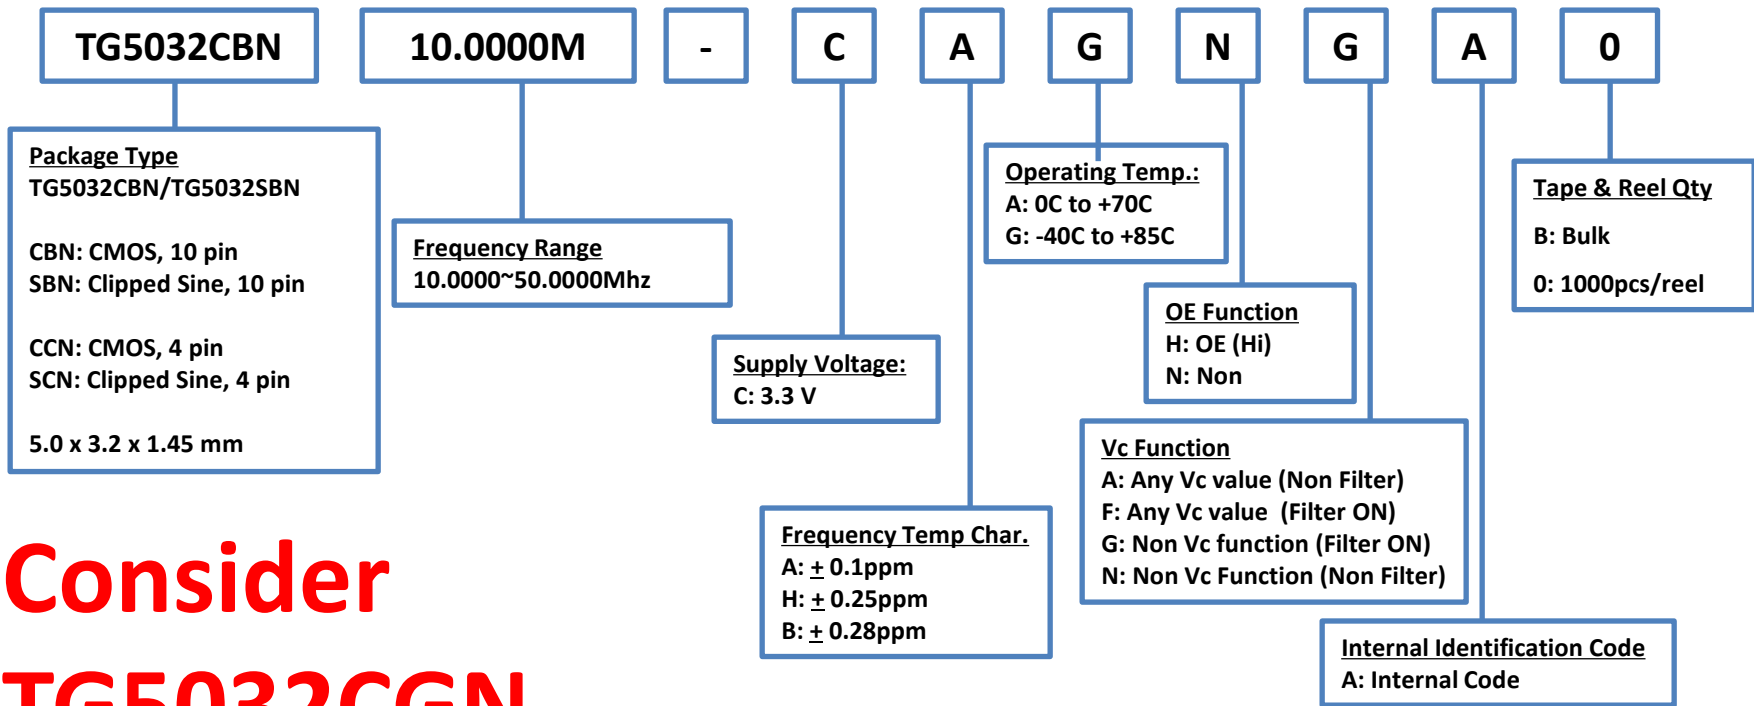 TG5032CBN 10.0000M - C A G N G A 0
Package Type
TG5032CBN/TG5032SBN
CBN: CMOS, 10 pin
SBN: Clipped Sine, 10 pin
CCN: CMOS, 4 pin
SCN: Clipped Sine, 4 pin
5.0 x 3.2 x 1.45 mm
Frequency Range
10.0000~50.0000Mhz
Supply Voltage:
C: 3.3 V
Frequency Temp Char.
A: ± 0.1ppm
H: ± 0.25ppm
B: ± 0.28ppm
Operating Temp.:
A: 0C to +70C
G: -40C to +85C
OE Function
H: OE (Hi)
N: Non
Vc Function
A: Any Vc value (Non Filter)
F: Any Vc value (Filter ON)
G: Non Vc function (Filter ON)
N: Non Vc Function (Non Filter)
Internal Identification Code
A: Internal Code
Tape & Reel Qty
B: Bulk
0: 1000pcs/reel
Consider
TG5032CGN